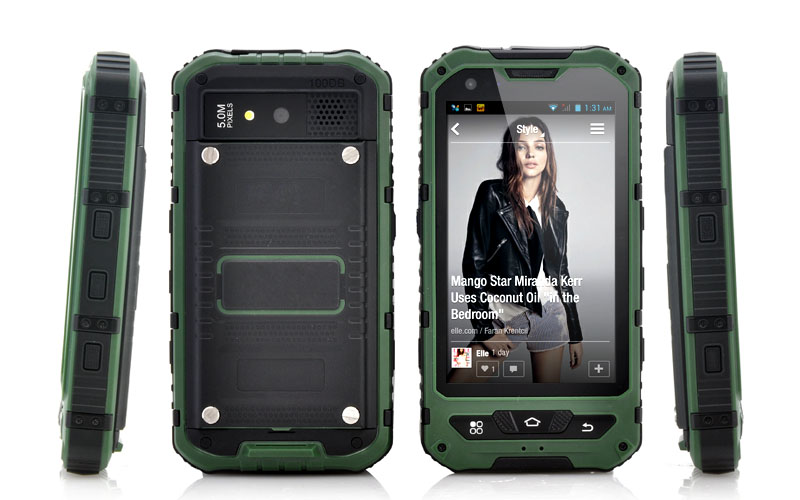 5.0M
PIXELS
1:31 AM
Style
Mango Star Miranda Kerr
Uses Coconut Oil "in the
Bedroom"
elle.com / Faran Krentcil
Elle 1 day
1